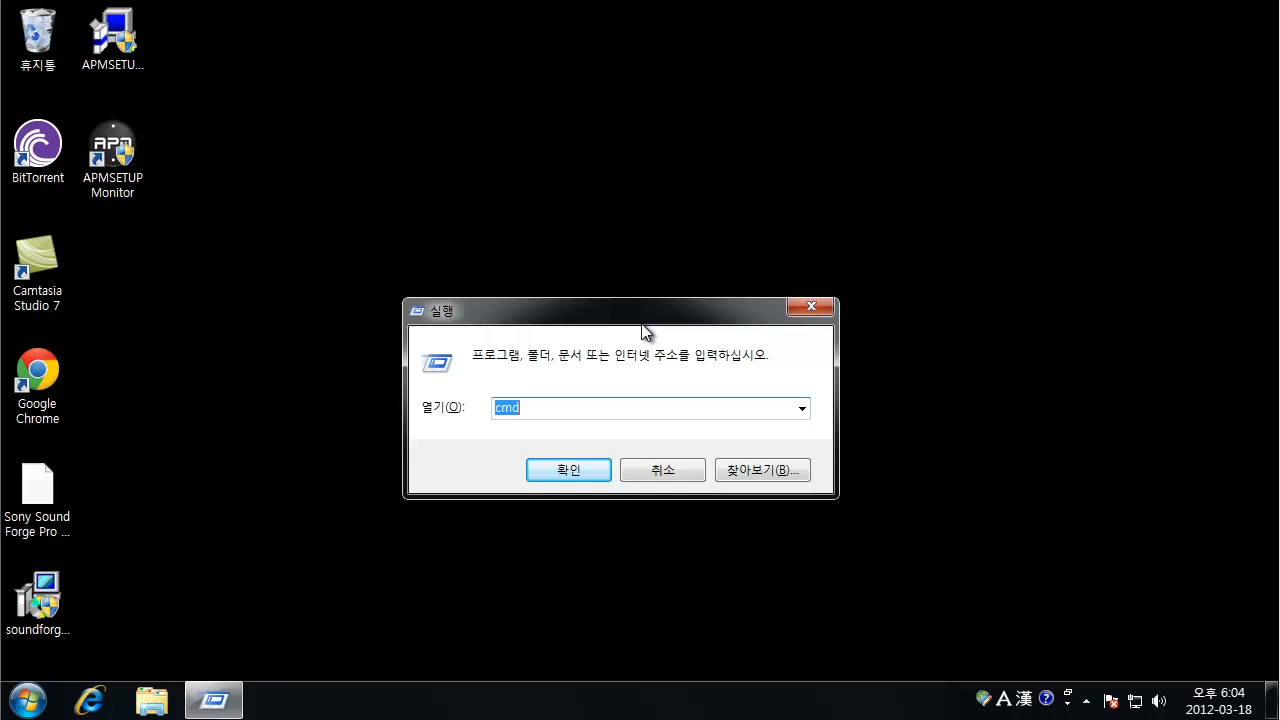 휴지통
APMSETU...
BitTorrent
APM
APMSETUP
Monitor
Camtasia
Studio 7
Google
Chrome
Sony Sound
Forge Pro ...
soundforg...
실행
프로그램, 폴더, 문서 또는 인터넷 주소를 입력하십시오.
열기(O):
cmd
확인
취소
찾아보기(B)...
A 漢
오후 6:04
2012-03-18